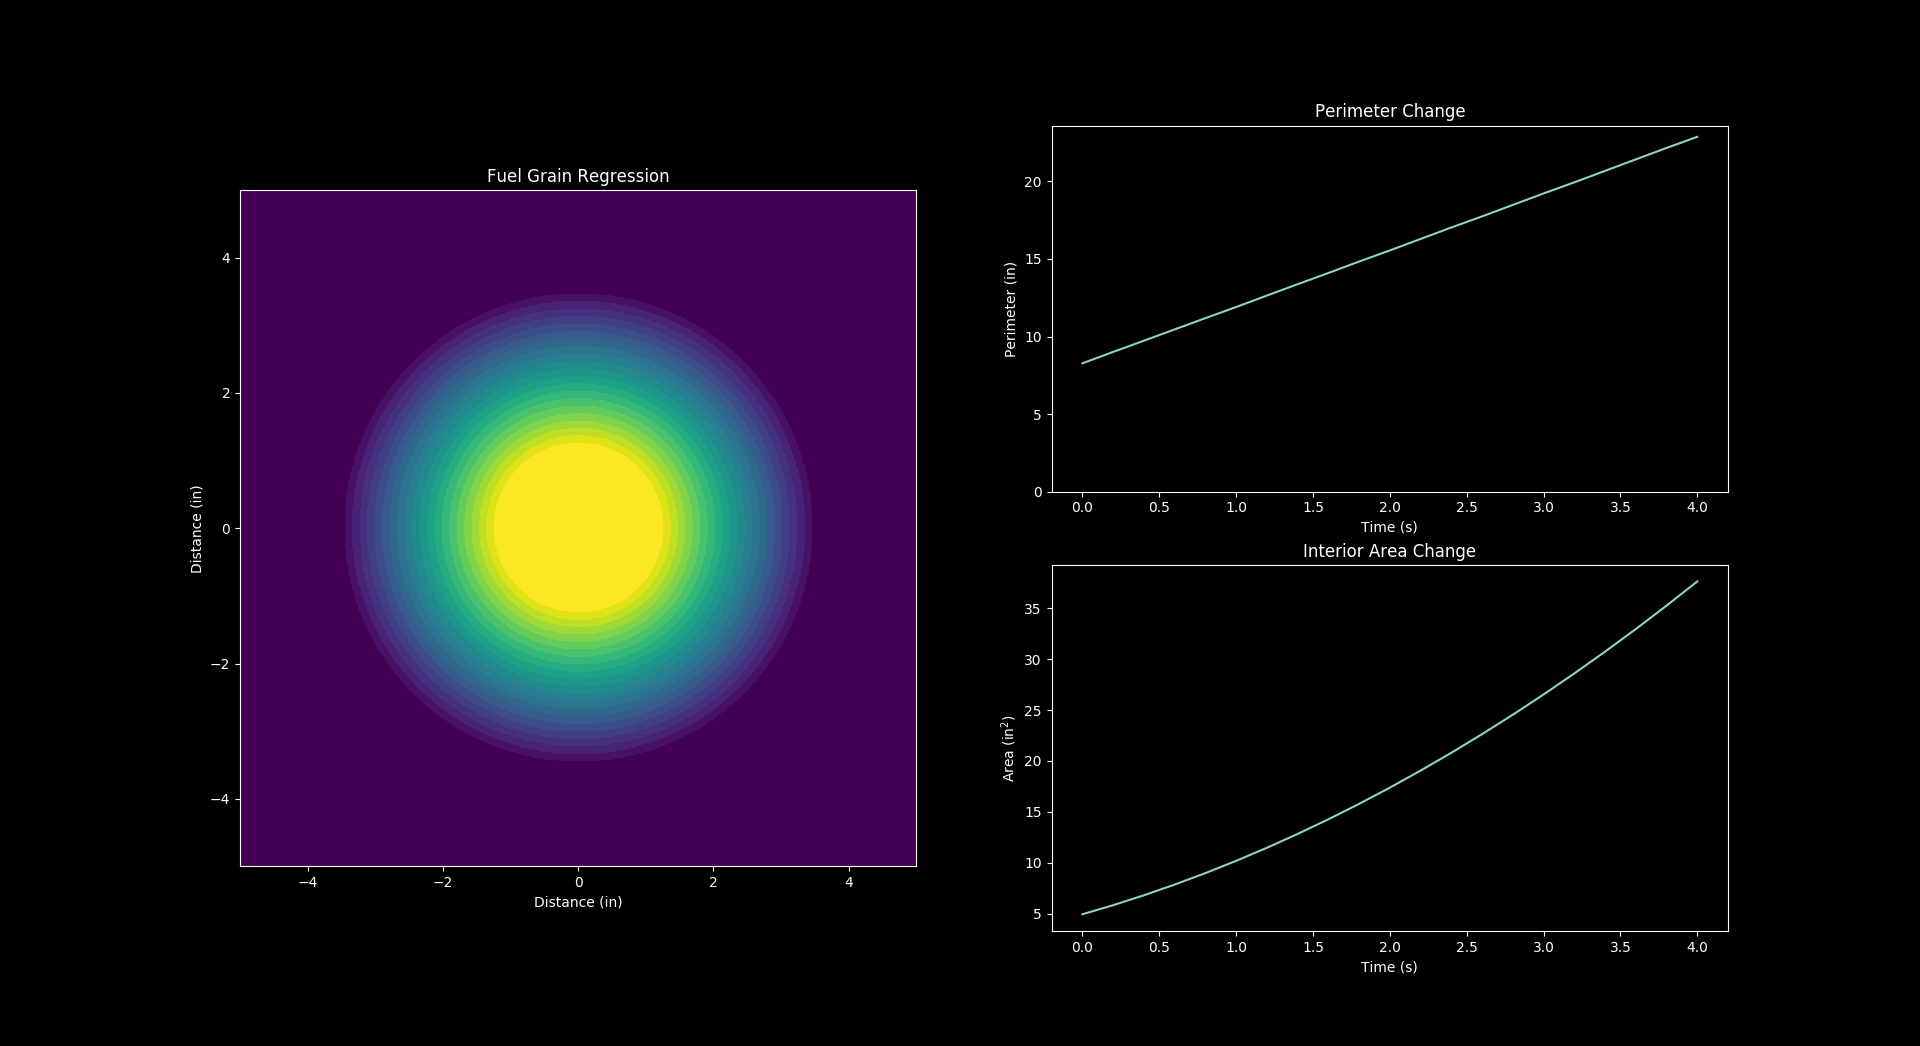 Fuel Grain Regression
Distance (in)
4
2
0
−2
−4
−4 −2 0 2 4
Distance (in)
Perimeter Change
Perimeter (in)
20
15
10
5
0
0.0 0.5 1.0 1.5 2.0 2.5 3.0 3.5 4.0
Time (s)
Interior Area Change
Area (in²)
35
30
25
20
15
10
5
0.0 0.5 1.0 1.5 2.0 2.5 3.0 3.5 4.0
Time (s)